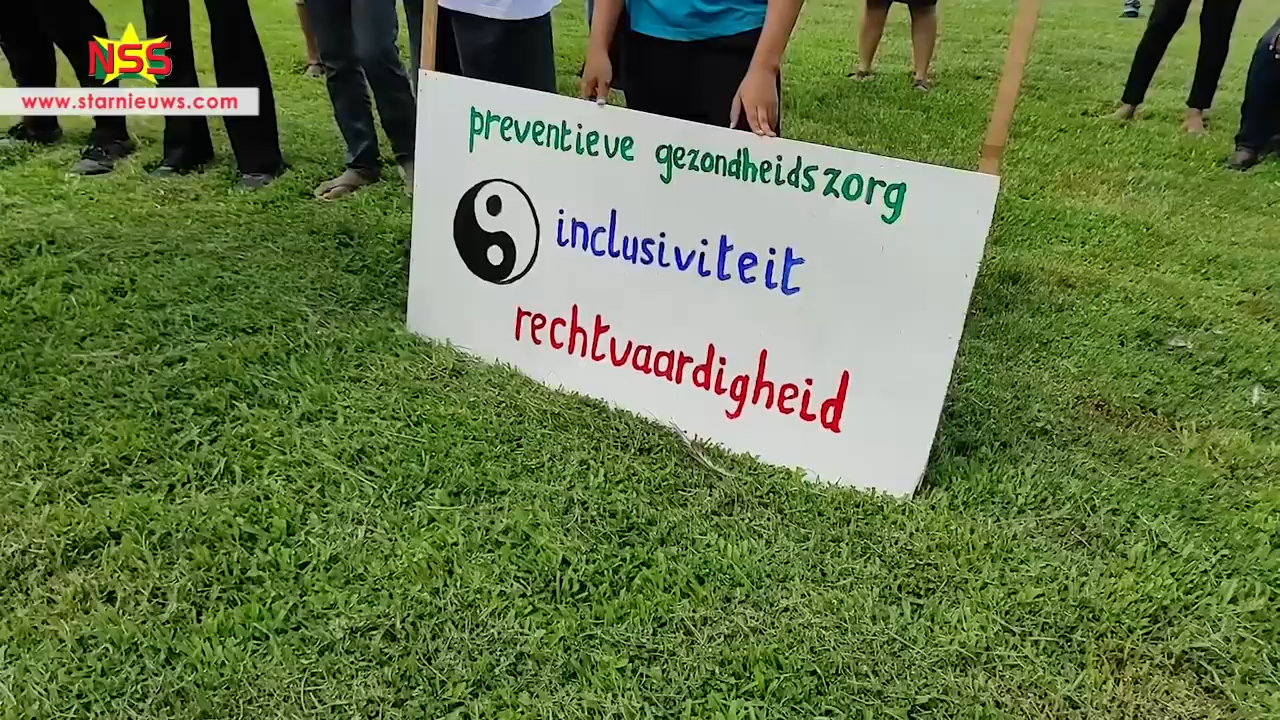 NSS
www.starnieuws.com
preventieve gezondheidszorg
inclusiviteit
rechtvaardigheid